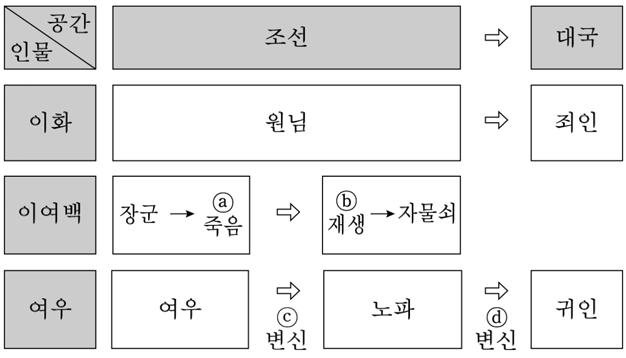 공간
인물
조선 ⇨ 대국
이화 원님 ⇨ 죄인
이여백 장군 → ⓐ 죽음 ⇨ ⓑ 재생 → 자물쇠
여우 여우 ⇨ ⓒ 변신 노파 ⇨ ⓓ 변신 귀인